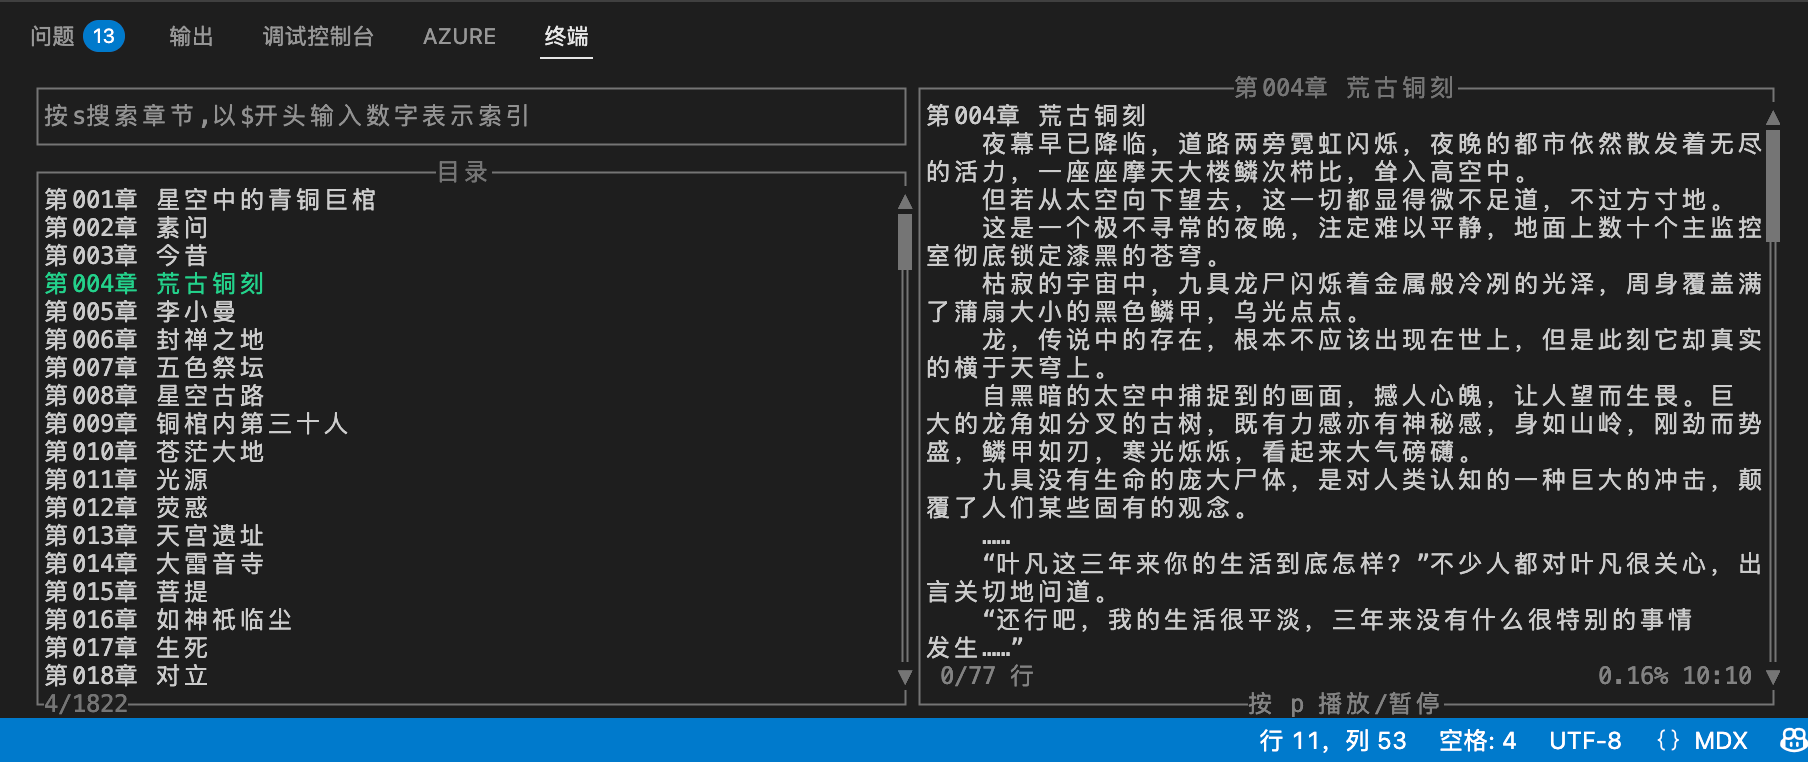 问题 13 输出 调试控制台 AZURE 终端
按s搜索章节,以$开头输入数字表示索引
目录
第001章 星空中的青铜巨棺
第002章 素问
第003章 今昔
第004章 荒古铜刻
第005章 李小曼
第006章 封禅之地
第007章 五色祭坛
第008章 星空古路
第009章 铜棺内第三十人
第010章 苍茫大地
第011章 光源
第012章 荧惑
第013章 天宫遗址
第014章 大雷音寺
第015章 菩提
第016章 如神祇临尘
第017章 生死
第018章 对立
4/1822
第004章 荒古铜刻
第004章 荒古铜刻
夜幕早已降临，道路两旁霓虹闪烁，夜晚的都市依然散发着无尽
的活力，一座座摩天大楼鳞次栉比，耸入高空中。
但若从太空向下望去，这一切都显得微不足道，不过方寸地。
这是一个极不寻常的夜晚，注定难以平静，地面上数十个主监控
室彻底锁定漆黑的苍穹。
枯寂的宇宙中，九具龙尸闪烁着金属般冷冽的光泽，周身覆盖满
了蒲扇大小的黑色鳞甲，乌光点点。
龙，传说中的存在，根本不应该出现在世上，但是此刻它却真实
的横于天穹上。
自黑暗的太空中捕捉到的画面，撼人心魄，让人望而生畏。巨
大的龙角如分叉的古树，既有力感亦有神秘感，身如山岭，刚劲而势
盛，鳞甲如刃，寒光烁烁，看起来大气磅礴。
九具没有生命的庞大尸体，是对人类认知的一种巨大的冲击，颠
覆了人们某些固有的观念。
……
“叶凡这三年来你的生活到底怎样？”不少人都对叶凡很关心，出
言关切地问道。
“还行吧，我的生活很平淡，三年来没有什么很特别的事情
发生……”
0/77 行 0.16% 10:10
按 p 播放/暂停
行 11，列 53 空格: 4 UTF-8 {} MDX